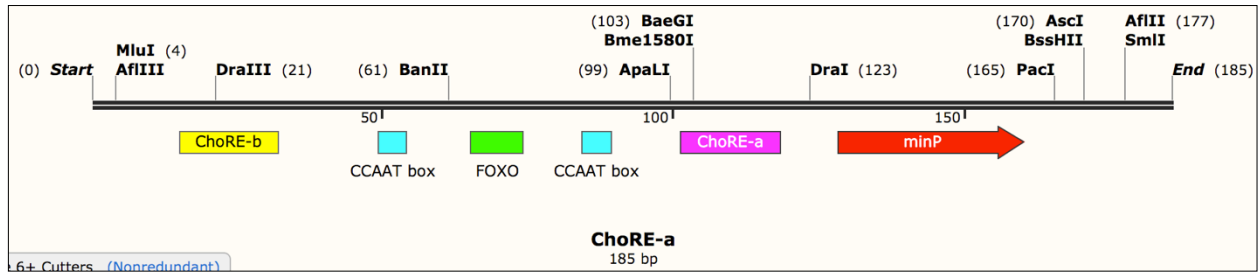 (103) BaeGI (170) AscI AflII (177)
MluI (4) Bme1580I BssHII SmlI
(0) Start AflIII DraIII (21) (61) BanII (99) ApaLI DraI (123) (165) PacI End (185)
50 100 150
ChoRE-b ChoRE-a minP
CCAAT box FOXO CCAAT box
ChoRE-a
185 bp
6+ Cutters (Nonredundant)